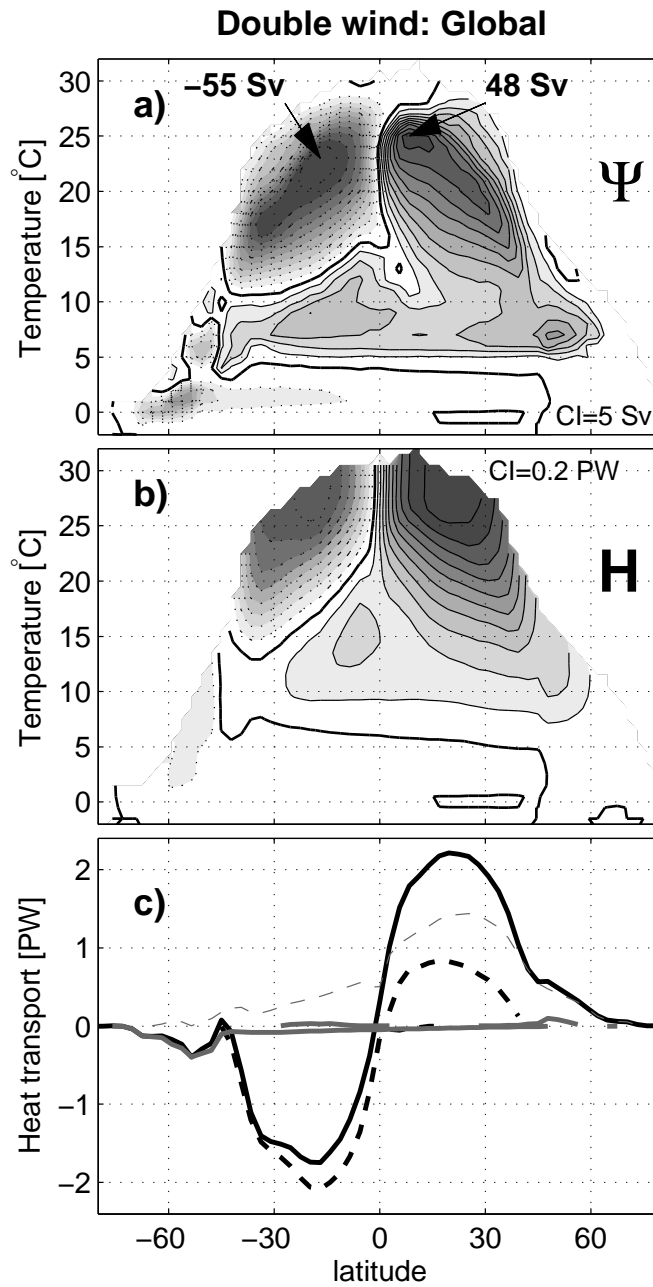 Double wind: Global
a)
−55 Sv
48 Sv
Ψ
Temperature [°C]
30
25
20
15
10
5
0
CI=5 Sv
b)
CI=0.2 PW
H
Temperature [°C]
30
25
20
15
10
5
0
c)
Heat transport [PW]
2
1
0
−1
−2
−60
−30
0
30
60
latitude